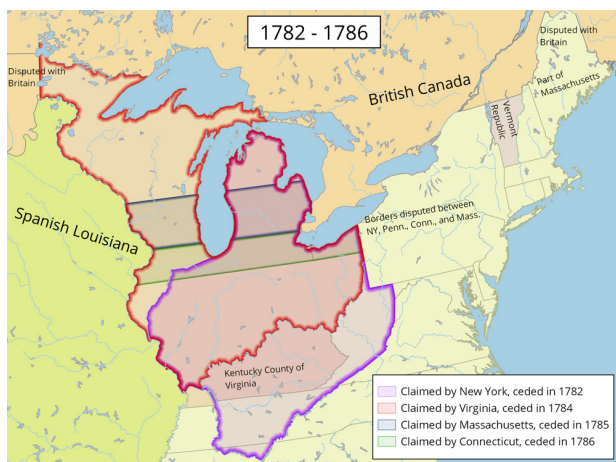 1782 - 1786
Disputed with
Britain
Disputed with
Britain
British Canada
Part of
Massachusetts
Vermont
Republic
Spanish Louisiana
Borders disputed between
NY, Penn., Conn., and Mass.
Kentucky County of
Virginia
Claimed by New York, ceded in 1782
Claimed by Virginia, ceded in 1784
Claimed by Massachusetts, ceded in 1785
Claimed by Connecticut, ceded in 1786